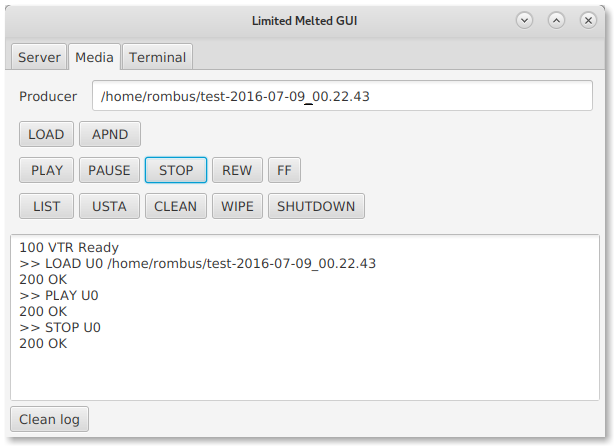 Limited Melted GUI
Server Media Terminal
Producer /home/rombus/test-2016-07-09_00.22.43
LOAD APND
PLAY PAUSE STOP REW FF
LIST USTA CLEAN WIPE SHUTDOWN
100 VTR Ready
>> LOAD U0 /home/rombus/test-2016-07-09_00.22.43
200 OK
>> PLAY U0
200 OK
>> STOP U0
200 OK
Clean log